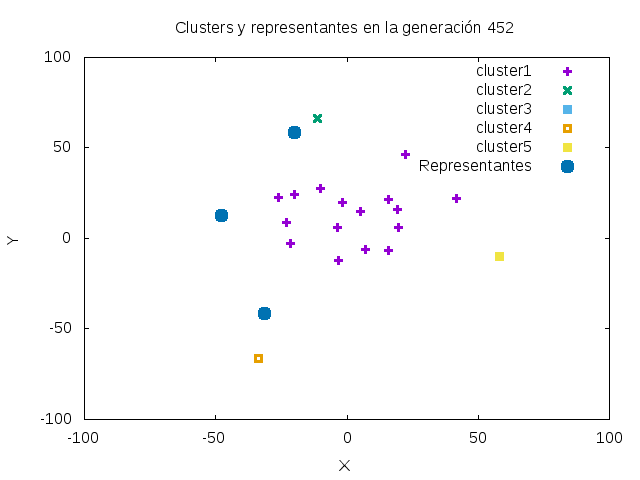 Clusters y representantes en la generación 452
100
50
0
-50
-100
-100
-50
0
50
100
Y
X
cluster1
cluster2
cluster3
cluster4
cluster5
Representantes